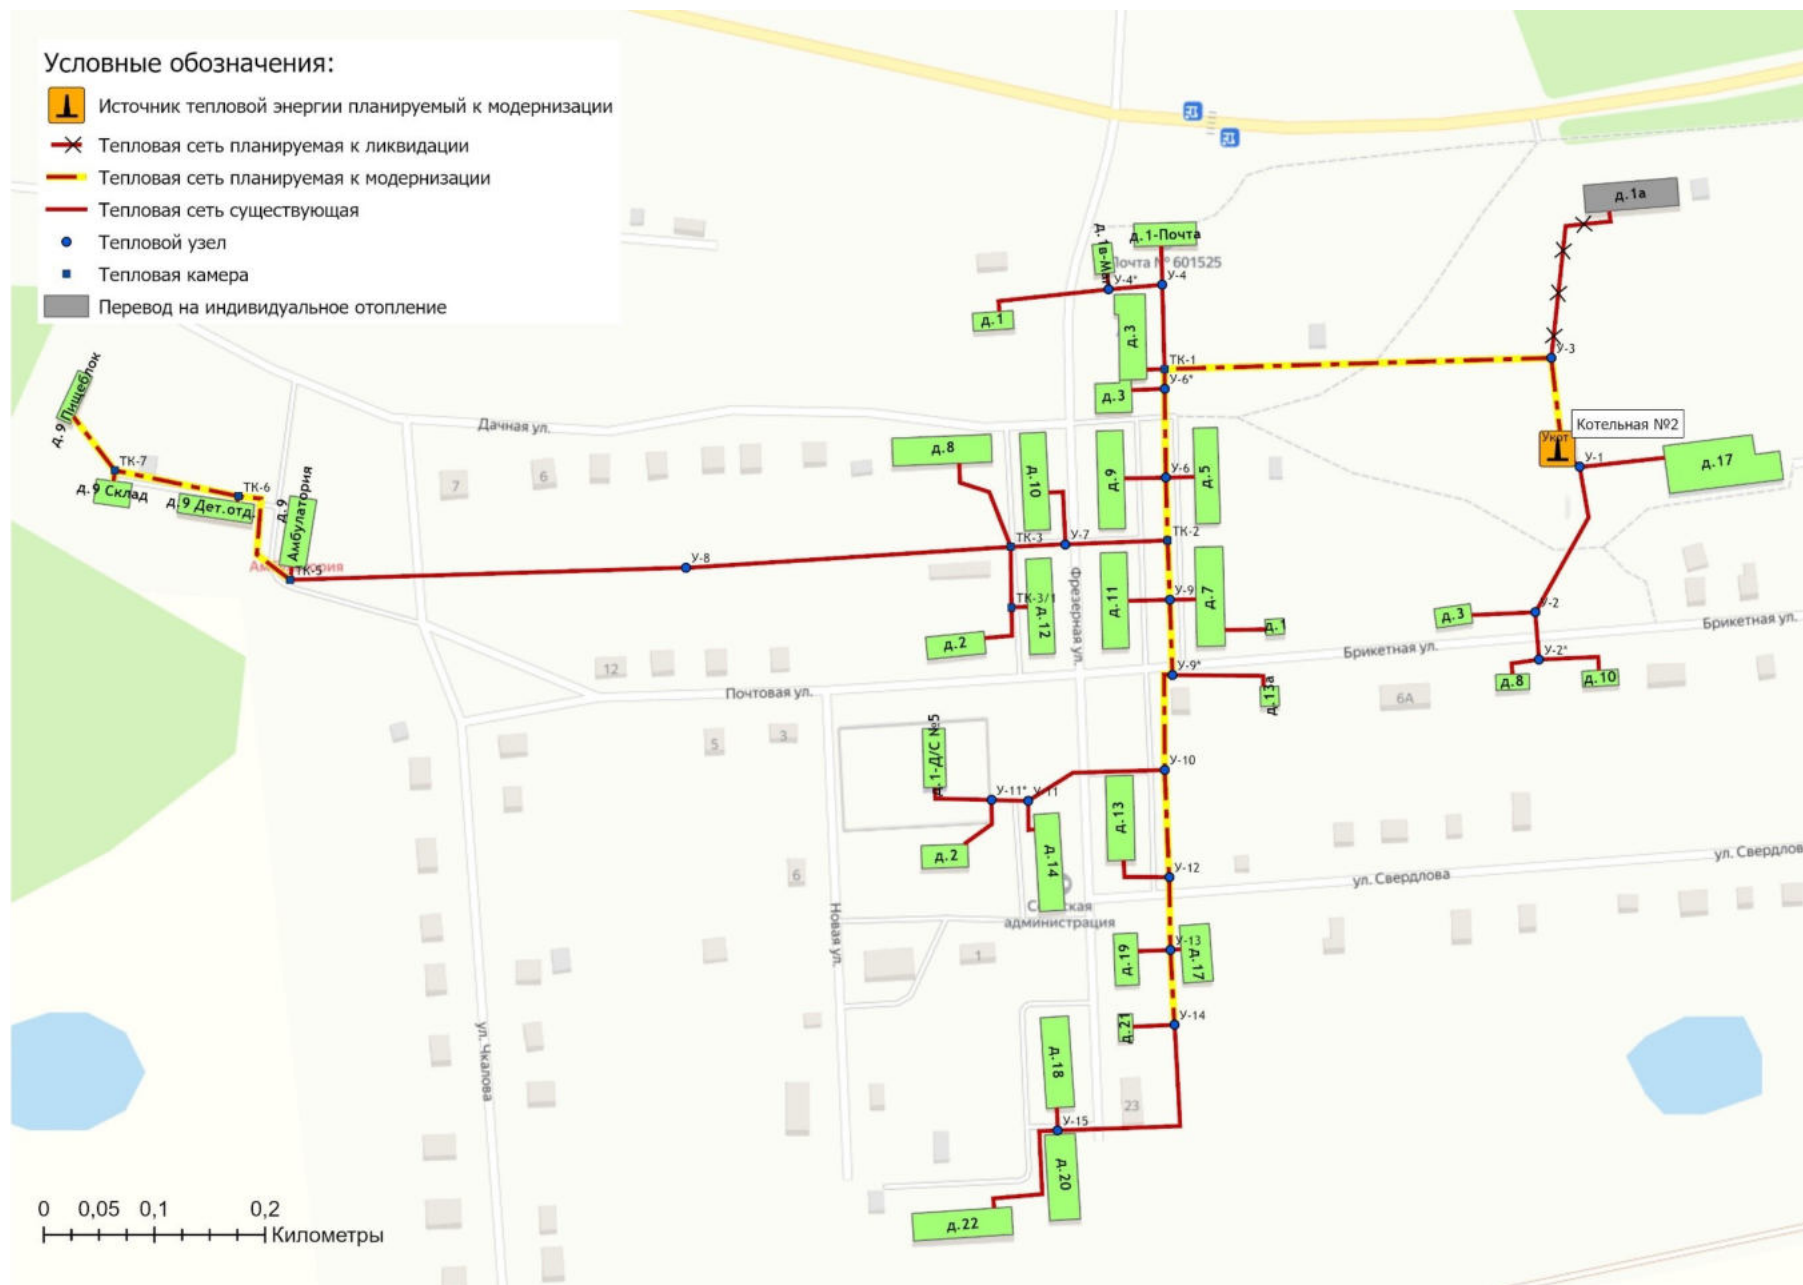 Условные обозначения:
Источник тепловой энергии планируемый к модернизации
Тепловая сеть планируемая к ликвидации
Тепловая сеть планируемая к модернизации
Тепловая сеть существующая
Тепловой узел
Тепловая камера
Перевод на индивидуальное отопление
д.1а
д.1-Почта
Почта № 601525
У-4*
У-4
д.1
д.3
ТК-1
У-6*
д.3
У-3
Укот
Котельная №2
У-1
д.17
д.9 Пищеблок
ТК-7
д.9 Склад
ТК-6
д.9 Дет.отд.
д.9
Амбулатория
ТК-5
Дачная ул.
7
6
д.8
д.10
д.9
У-6
д.5
У-8
ТК-3
У-7
ТК-2
Фрезерная ул.
д.11
У-9
д.7
д.1
ТК-3/1
д.12
д.2
12
У-9*
д.13а
Почтовая ул.
Брикетная ул.
Брикетная ул.
д.3
У-2
У-2*
д.8
д.10
6А
5
3
д.1-Д/С №5
У-10
У-11*
У-11
д.2
д.14
д.13
У-12
6
Новая ул.
администрация
1
ул. Свердлова
ул. Свердлов
д.19
У-13
д.17
д.21
У-14
ул. Чкалова
д.18
23
У-15
д.20
д.22
0 0,05 0,1 0,2
Километры